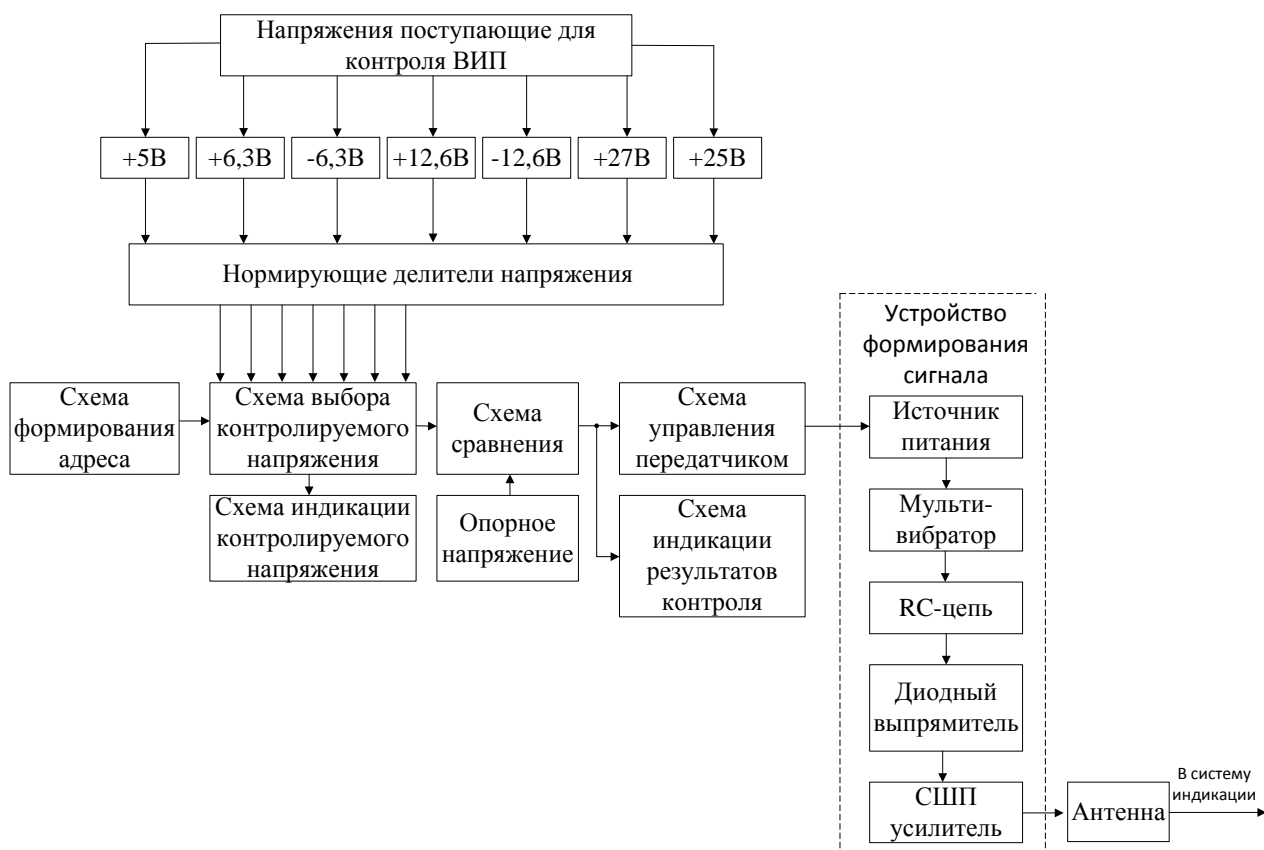 Напряжения поступающие для
контроля ВИП
+5В
+6,3В
-6,3В
+12,6В
-12,6В
+27В
+25В
Нормирующие делители напряжения
Схема
формирования
адреса
Схема выбора
контролируемого
напряжения
Схема индикации
контролируемого
напряжения
Схема
сравнения
Опорное
напряжение
Схема
управления
передатчиком
Схема
индикации
результатов
контроля
Устройство
формирования
сигнала
Источник
питания
Мульти-
вибратор
RC-цепь
Диодный
выпрямитель
СШП
усилитель
Антенна
В систему
индикации